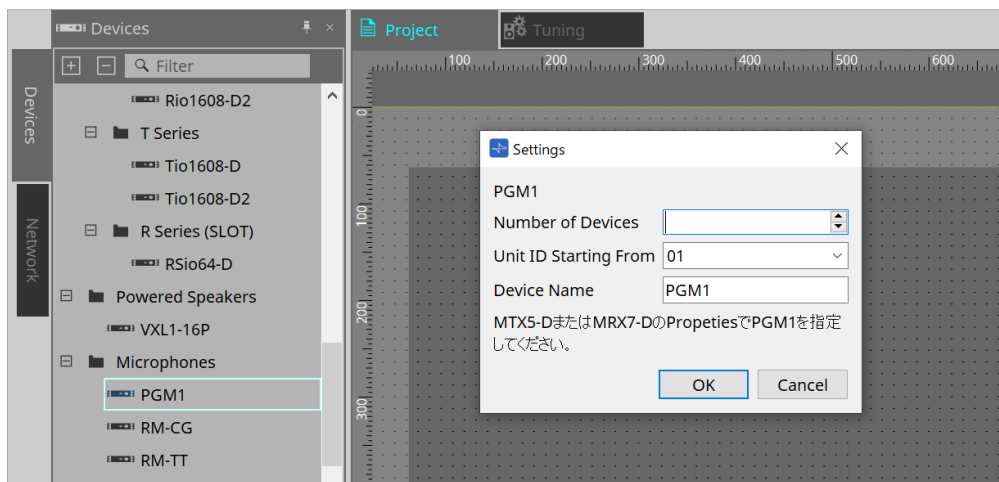 Devices
Project
Tuning
Filter
100 200 300 400 500 600
Devices
Network
Rio1608-D2
T Series
Tio1608-D
Tio1608-D2
R Series (SLOT)
RSio64-D
Powered Speakers
VXL1-16P
Microphones
PGM1
RM-CG
RM-TT
0
100
200
300
Settings
PGM1
Number of Devices
Unit ID Starting From 01
Device Name PGM1
MTX5-DまたはMRX7-DのPropetiesでPGM1を指定
してください。
OK Cancel